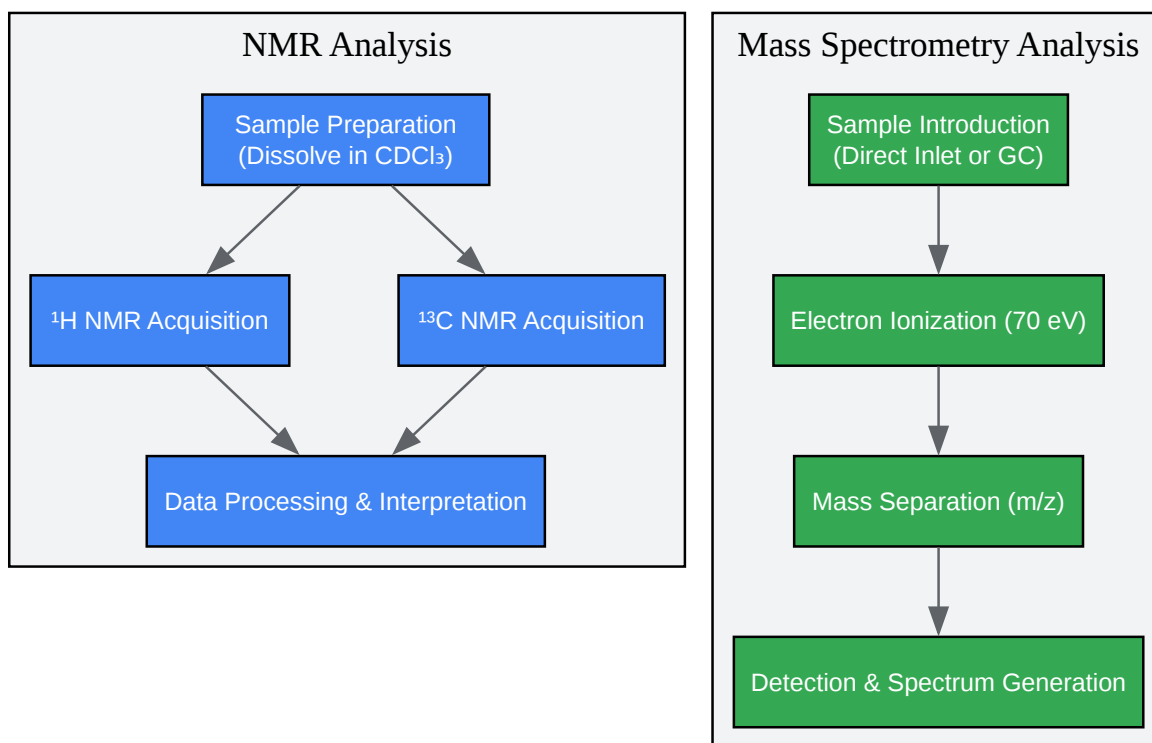 NMR Analysis
Sample Preparation
(Dissolve in CDCl₃)
¹H NMR Acquisition
¹³C NMR Acquisition
Data Processing & Interpretation
Mass Spectrometry Analysis
Sample Introduction
(Direct Inlet or GC)
Electron Ionization (70 eV)
Mass Separation (m/z)
Detection & Spectrum Generation